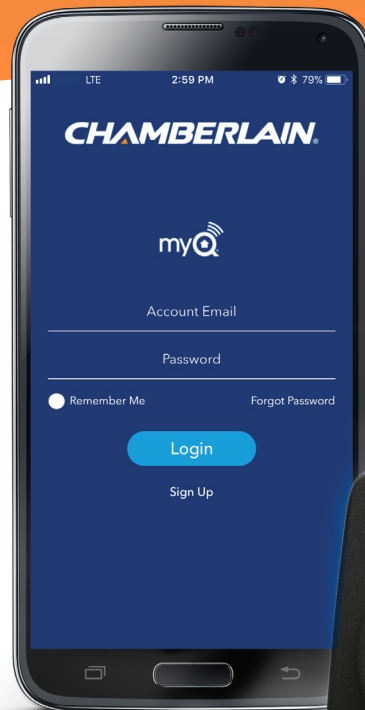 LTE 2:59 PM 79%
CHAMBERLAIN®
myQ
Account Email
Password
Remember Me Forgot Password
Login
Sign Up